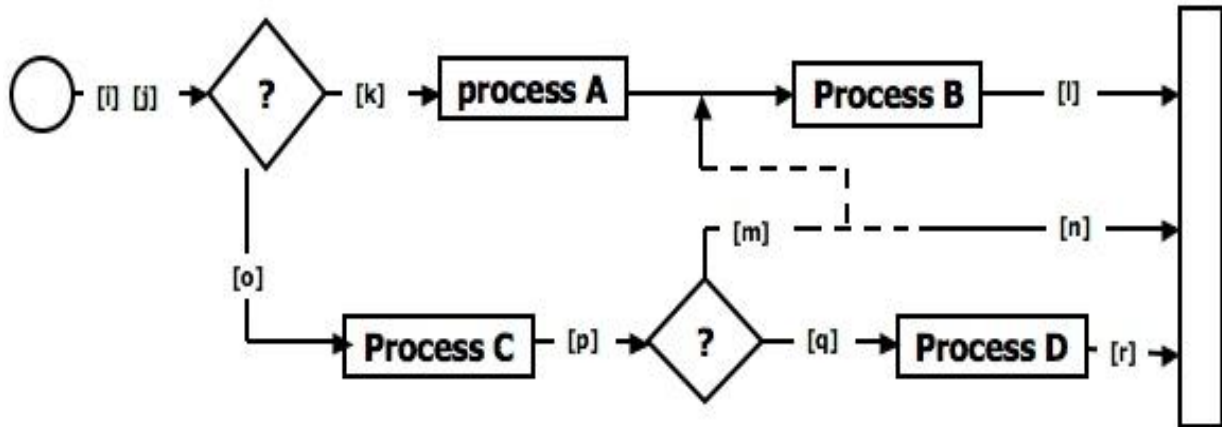 [i] [j]
?
[k]
process A
Process B
[l]
[m]
[n]
[o]
Process C
[p]
?
[q]
Process D
[r]